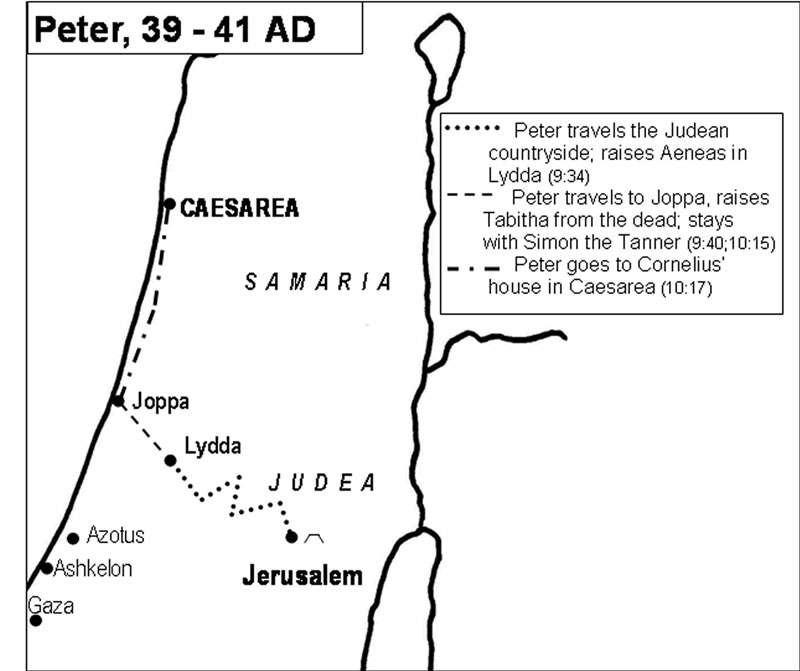 Peter, 39 - 41 AD
Peter travels the Judean
countryside; raises Aeneas in
Lydda (9:34)
Peter travels to Joppa, raises
Tabitha from the dead; stays
with Simon the Tanner (9:40;10:15)
Peter goes to Cornelius'
house in Caesarea (10:17)
CAESAREA
SAMARIA
Joppa
Lydda
JUDEA
Azotus
Ashkelon
Jerusalem
Gaza